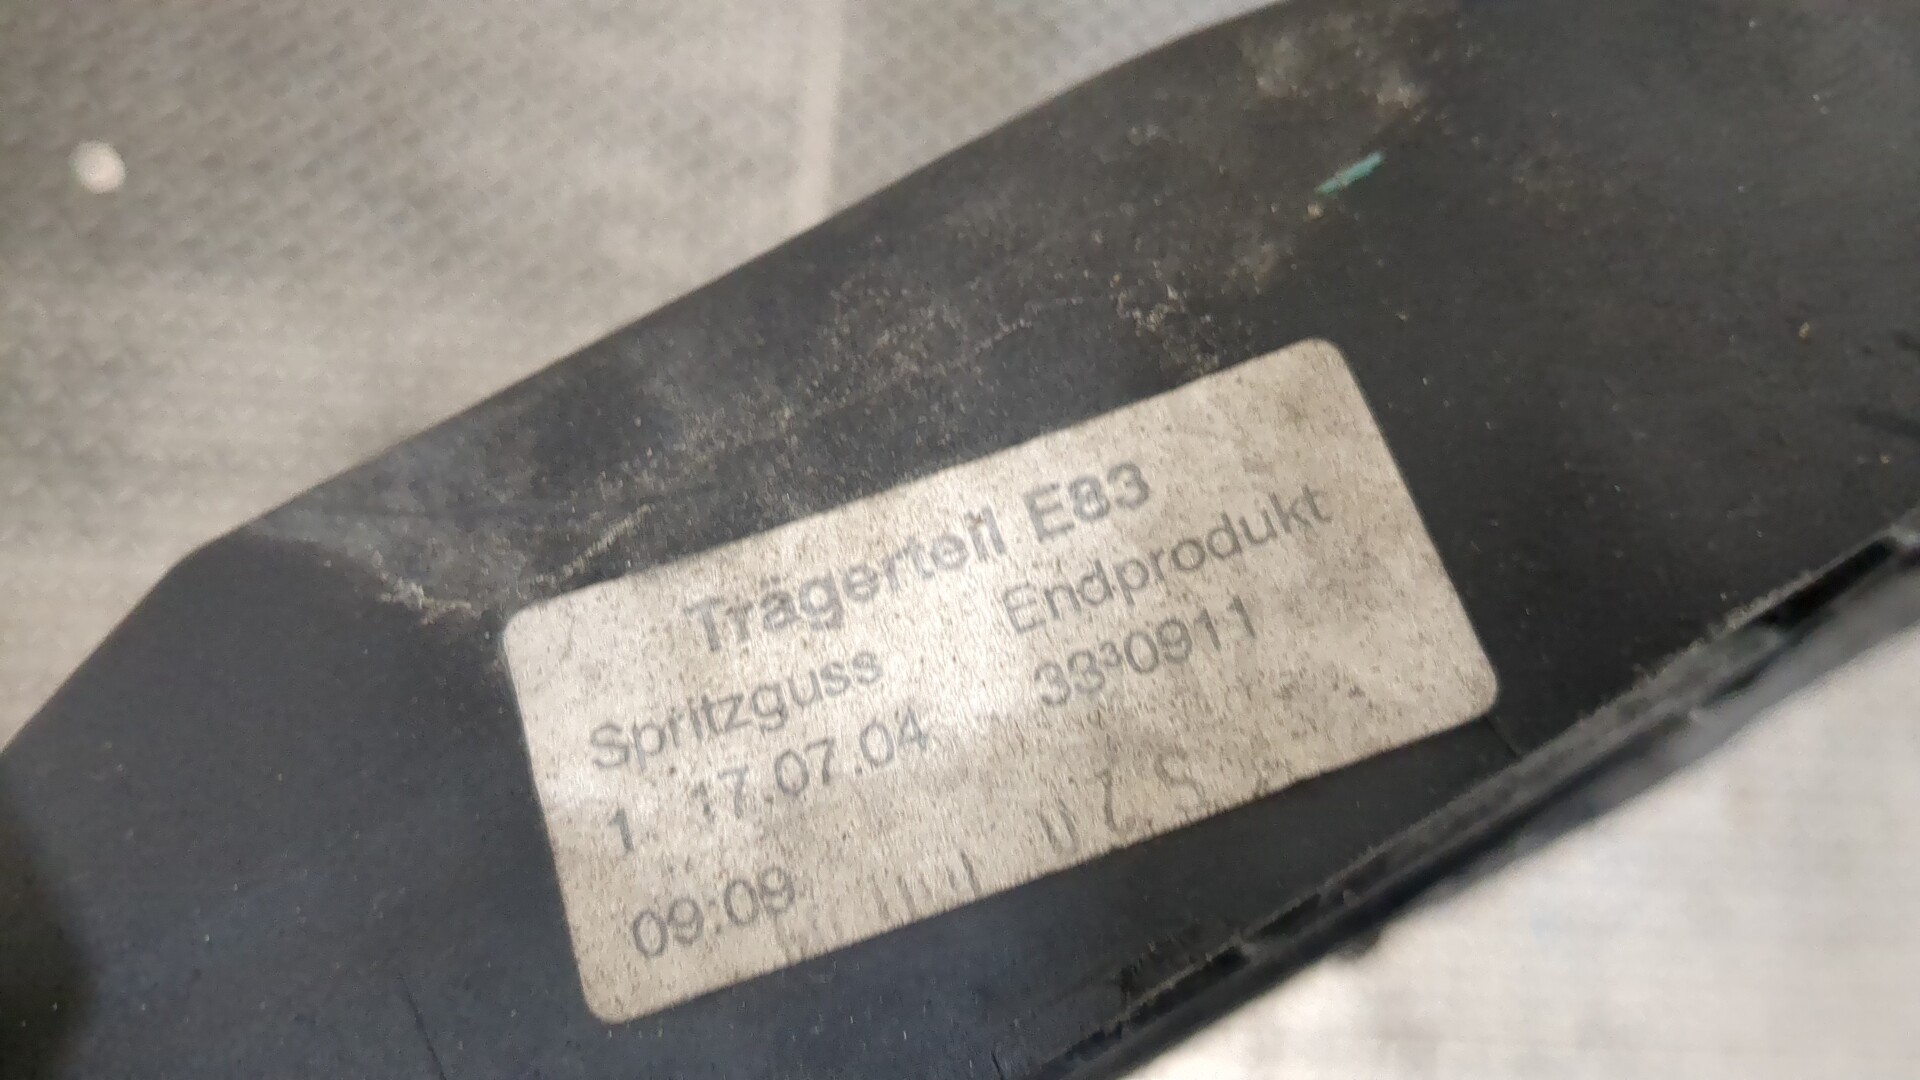 Trägerteil E83
Spritzguss Endprodukt
1 17.07.04 33³0911
09:09